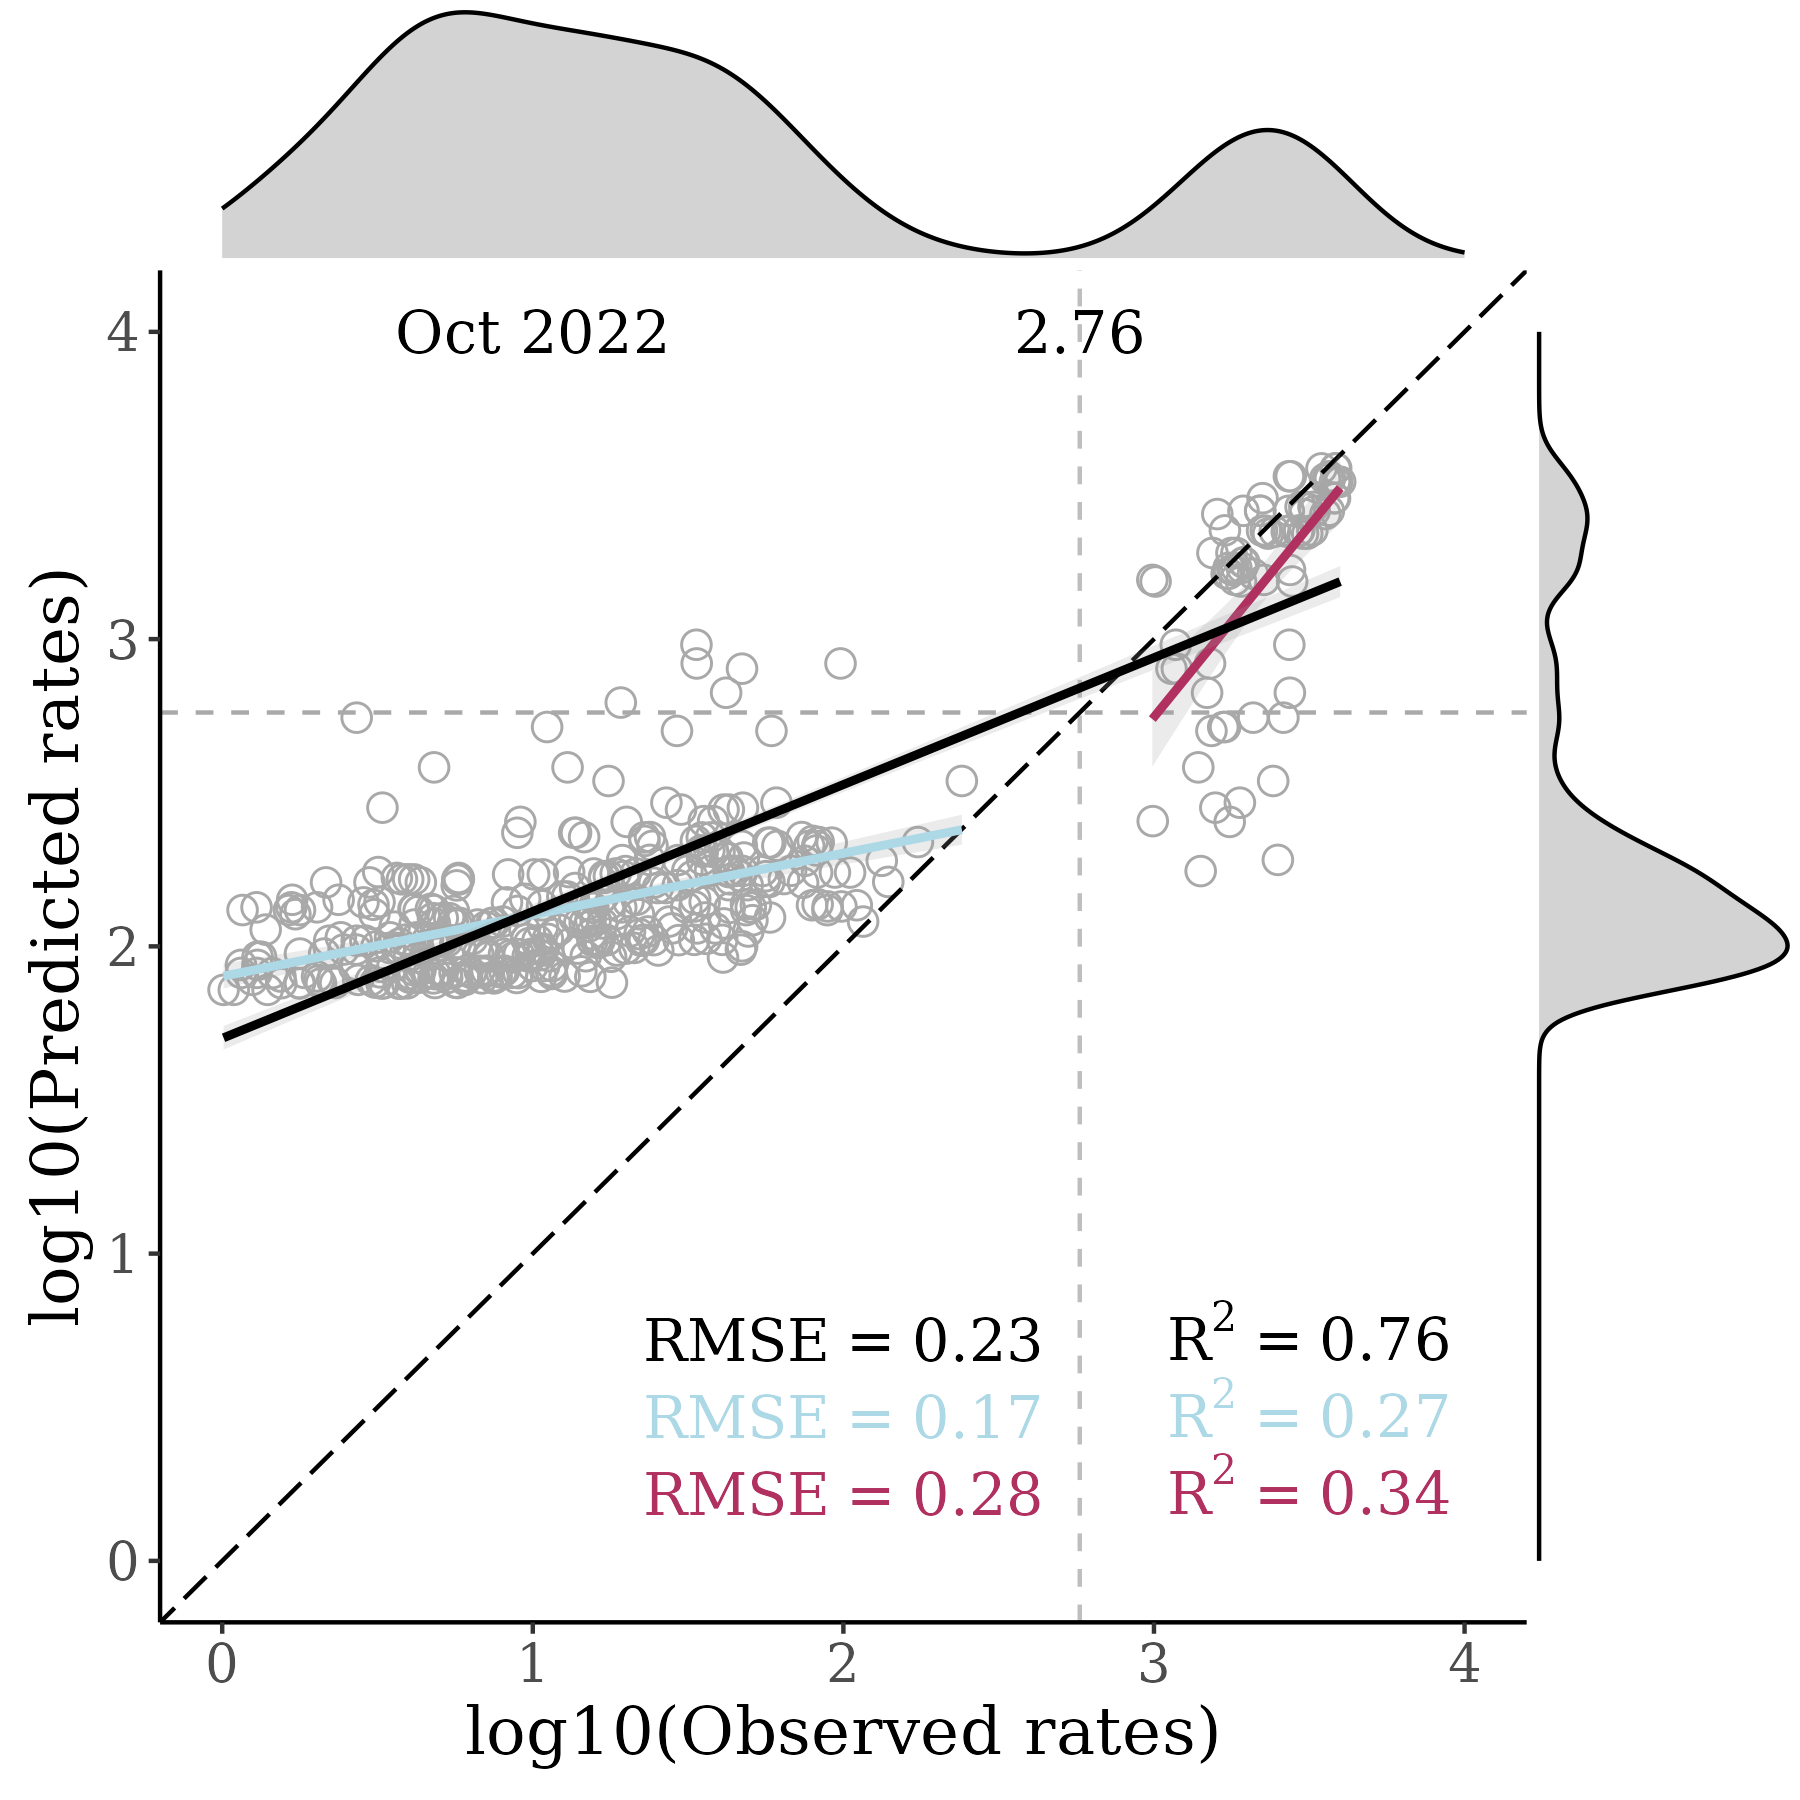 Oct 2022 2.76
4
3
2
1
0
log10(Predicted rates)
RMSE = 0.23 R² = 0.76
RMSE = 0.17 R² = 0.27
RMSE = 0.28 R² = 0.34
0 1 2 3 4
log10(Observed rates)